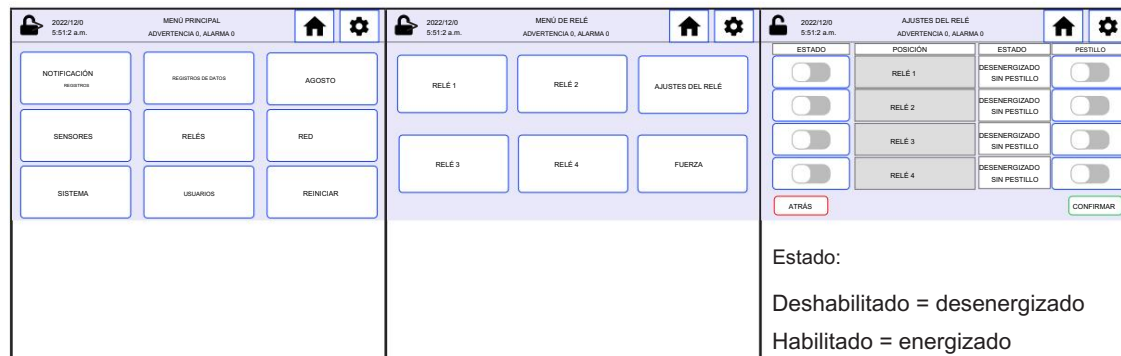 2022/12/0
5:51:2 a.m.
MENÚ PRINCIPAL
ADVERTENCIA 0, ALARMA 0
NOTIFICACIÓN
REGISTROS
REGISTROS DE DATOS
AGOSTO
SENSORES
RELÉS
RED
SISTEMA
USUARIOS
REINICIAR
2022/12/0
5:51:2 a.m.
MENÚ DE RELÉ
ADVERTENCIA 0, ALARMA 0
RELÉ 1
RELÉ 2
AJUSTES DEL RELÉ
RELÉ 3
RELÉ 4
FUERZA
2022/12/0
5:51:2 a.m.
AJUSTES DEL RELÉ
ADVERTENCIA 0, ALARMA 0
ESTADO
POSICIÓN
ESTADO
PESTILLO
RELÉ 1
DESENERGIZADO
SIN PESTILLO
RELÉ 2
DESENERGIZADO
SIN PESTILLO
RELÉ 3
DESENERGIZADO
SIN PESTILLO
RELÉ 4
DESENERGIZADO
SIN PESTILLO
ATRÁS
CONFIRMAR
Estado:
Deshabilitado = desenergizado
Habilitado = energizado